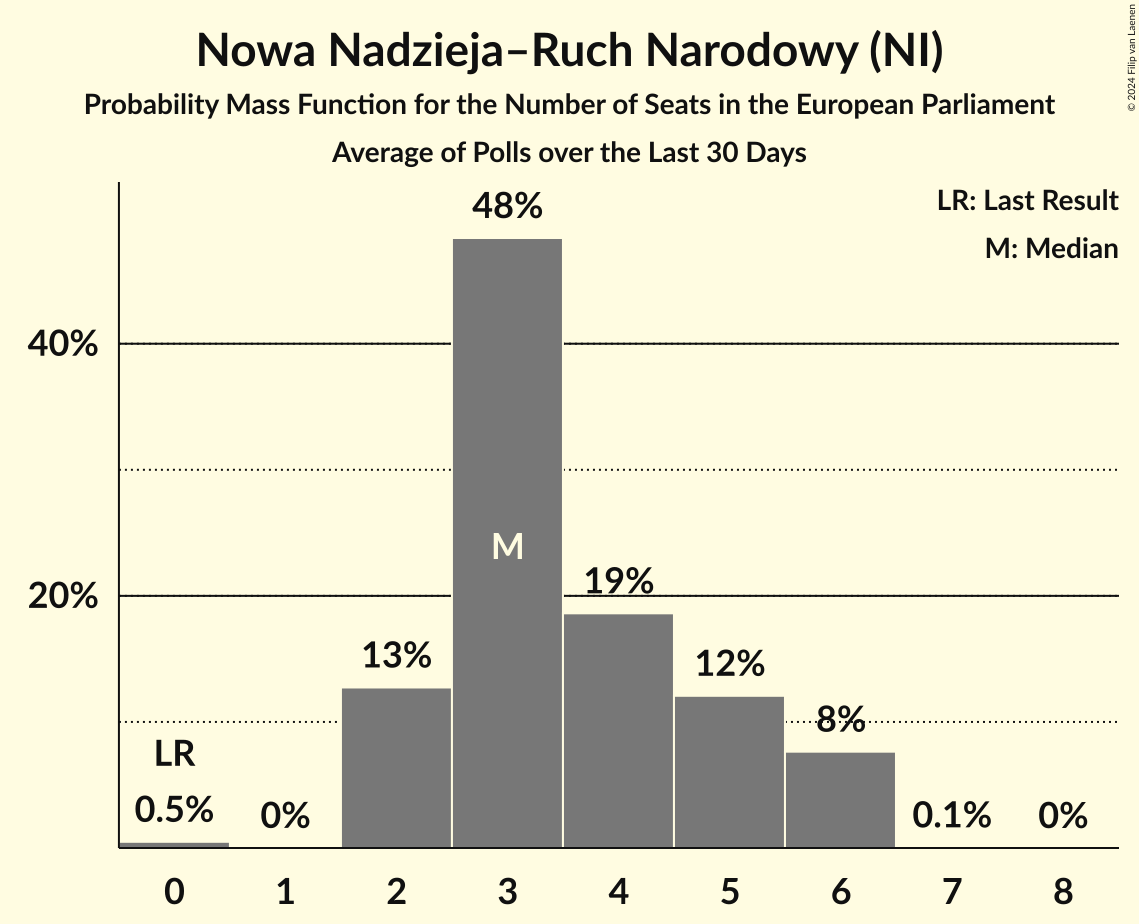 Nowa Nadzieja–Ruch Narodowy (NI)
Probability Mass Function for the Number of Seats in the European Parliament
Average of Polls over the Last 30 Days
© 2024 Filip van Laenen
LR: Last Result
M: Median
48%
40%
M
19%
20%
13%
12%
8%
LR
0.5%
0%
0.1%
0%
0 1 2 3 4 5 6 7 8